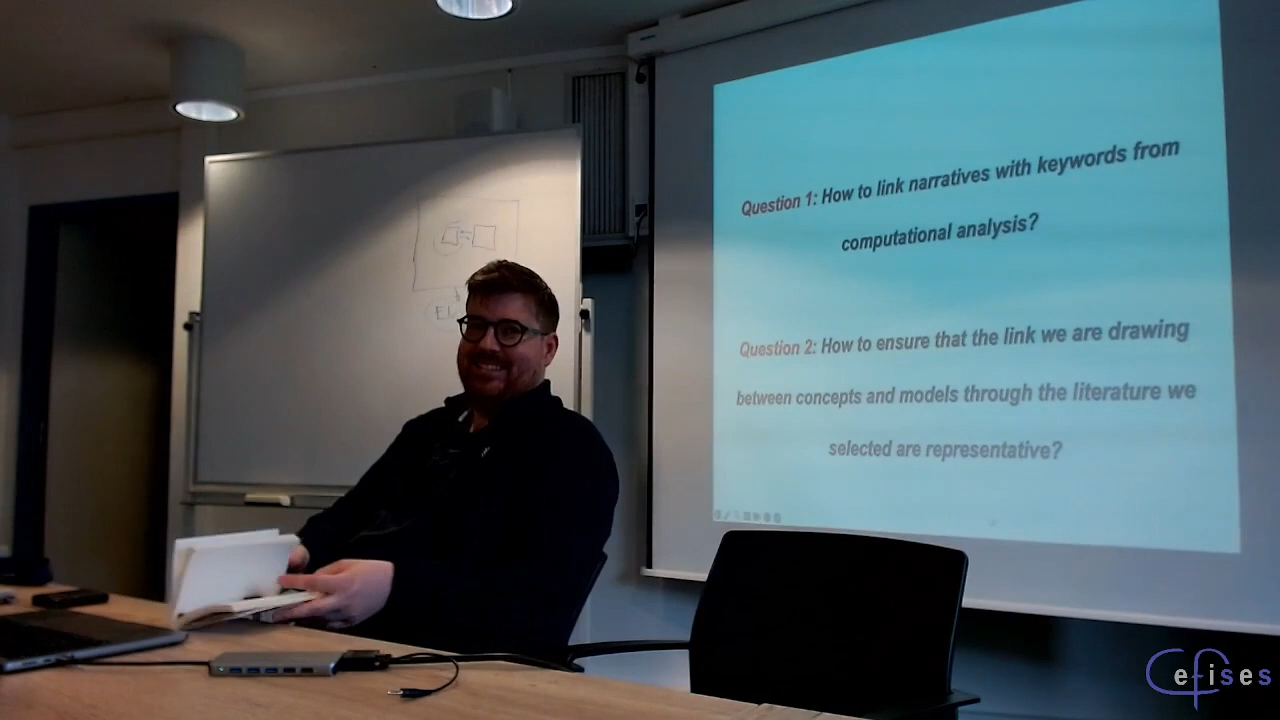 Question 1: How to link narratives with keywords from
computational analysis?
Question 2: How to ensure that the link we are drawing
between concepts and models through the literature we
selected are representative?
Cefises